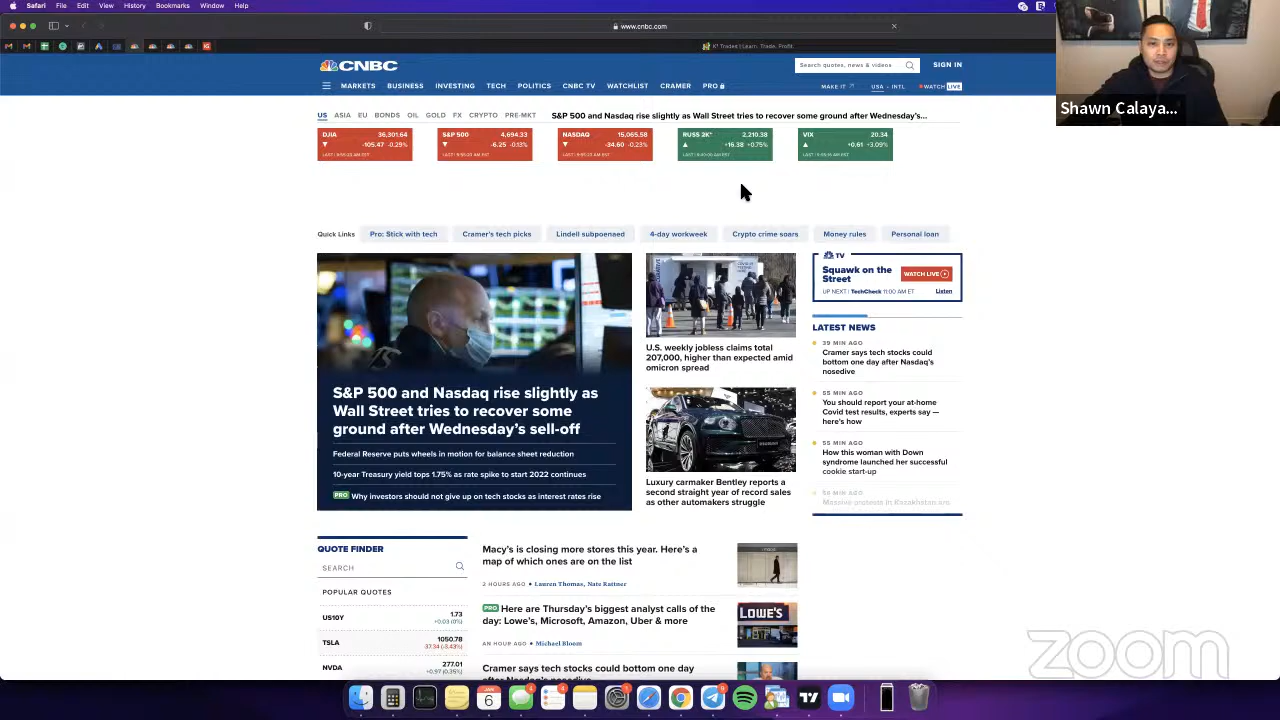 Safari File Edit View History Bookmarks Window Help
www.cnbc.com
K¹ Trades | Learn. Trade. Profit.
CNBC
Search quotes, news & videos
SIGN IN
MARKETS BUSINESS INVESTING TECH POLITICS CNBC TV WATCHLIST CRAMER PRO
MAKE IT USA • INTL WATCH LIVE
Shawn Calaya...
US ASIA EU BONDS OIL GOLD FX CRYPTO PRE-MKT
S&P 500 and Nasdaq rise slightly as Wall Street tries to recover some ground after Wednesday's...
DJIA 36,301.64
-105.47 -0.29%
S&P 500 4,694.33
-6.25 -0.13%
NASDAQ 15,065.58
-34.60 -0.23%
RUSS 2K* 2,210.38
+16.38 +0.75%
VIX 20.34
+0.61 +3.09%
Quick Links
Pro: Stick with tech
Cramer's tech picks
Lindell subpoenaed
4-day workweek
Crypto crime soars
Money rules
Personal loan
S&P 500 and Nasdaq rise slightly as
Wall Street tries to recover some
ground after Wednesday's sell-off
Federal Reserve puts wheels in motion for balance sheet reduction
10-year Treasury yield tops 1.75% as rate spike to start 2022 continues
PRO Why investors should not give up on tech stocks as interest rates rise
U.S. weekly jobless claims total
207,000, higher than expected amid
omicron spread
Luxury carmaker Bentley reports a
second straight year of record sales
as other automakers struggle
TV
Squawk on the
Street
WATCH LIVE
UP NEXT | TechCheck 11:00 AM ET
Listen
LATEST NEWS
39 MIN AGO
Cramer says tech stocks could
bottom one day after Nasdaq's
nosedive
55 MIN AGO
You should report your at-home
Covid test results, experts say —
here's how
55 MIN AGO
How this woman with Down
syndrome launched her successful
cookie start-up
MIN AGO
Massive protests in Kazakhstan are
QUOTE FINDER
SEARCH
POPULAR QUOTES
US10Y 1.73
+0.03 (0%)
TSLA 1050.78
-37.34 (-3.43%)
NVDA 277.01
+0.97 (0.35%)
Macy's is closing more stores this year. Here's a
map of which ones are on the list
2 HOURS AGO • Lauren Thomas, Nate Rattner
PRO Here are Thursday's biggest analyst calls of the
day: Lowe's, Microsoft, Amazon, Uber & more
AN HOUR AGO • Michael Bloom
LOWE'S
Cramer says tech stocks could bottom one day
after Nasdaq's nosedive
zoom
JAN
6